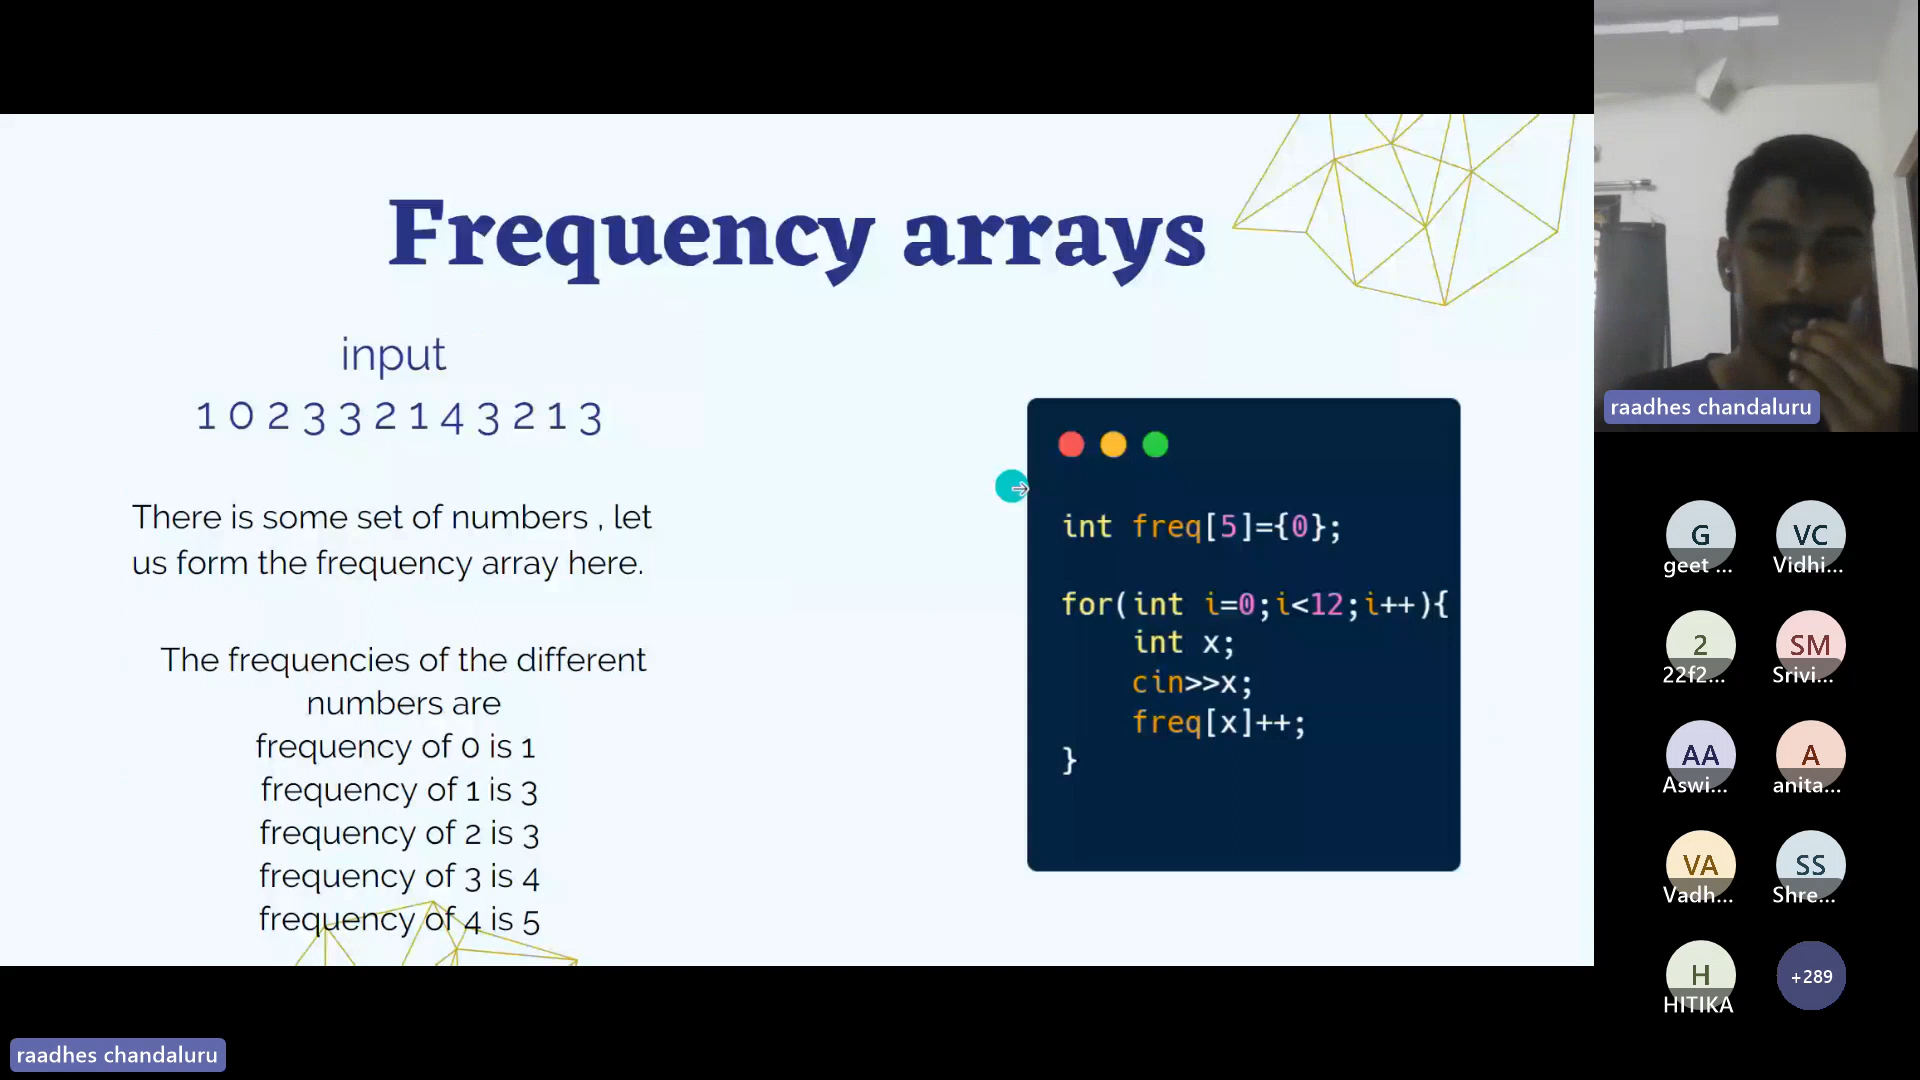 Frequency arrays
input
1 0 2 3 3 2 1 4 3 2 1 3
There is some set of numbers , let
us form the frequency array here.
The frequencies of the different
numbers are
frequency of 0 is 1
frequency of 1 is 3
frequency of 2 is 3
frequency of 3 is 4
frequency of 4 is 5
int freq[5]={0};
for(int i=0;i<12;i++){
int x;
cin>>x;
freq[x]++;
}
raadhes chandaluru
G
geet ...
VC
Vidhi...
2
22f2...
SM
Srivi...
AA
Aswi...
A
anita...
VA
Vadh...
SS
Shre...
H
HITIKA
+289
raadhes chandaluru